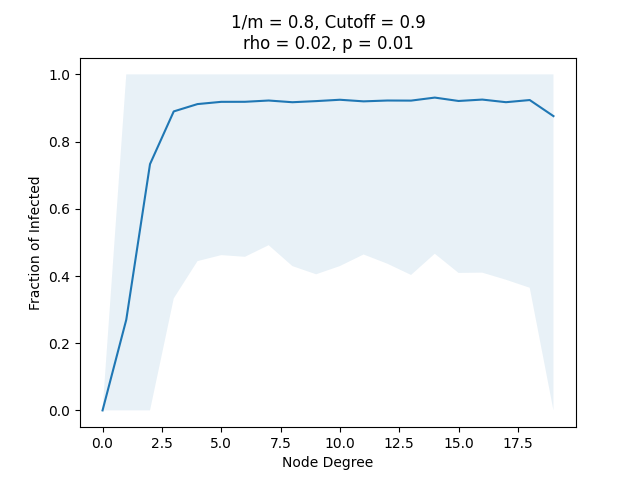 1/m = 0.8, Cutoff = 0.9
rho = 0.02, p = 0.01
1.0
0.8
0.6
0.4
0.2
0.0
Fraction of Infected
0.0 2.5 5.0 7.5 10.0 12.5 15.0 17.5
Node Degree